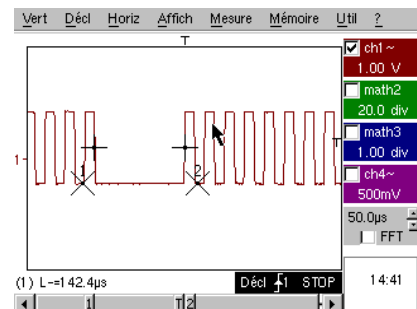 Vert Décl Horiz Affich Mesure Mémoire Util ?
T
ch1~
1.00 V
math2
20.0 div
math3
1.00 div
ch4~
500mV
50.0µs
FFT
T
1
1 2
(1) L-=142.4µs
Décl 1 STOP
14:41
1 T 2